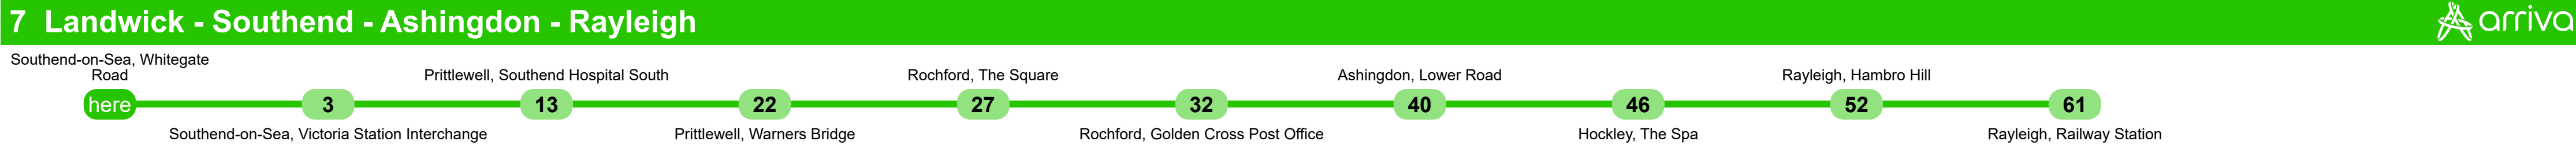 7 Landwick - Southend - Ashingdon - Rayleigh
arriva
Southend-on-Sea, Whitegate
Road
Prittlewell, Southend Hospital South
Rochford, The Square
Ashingdon, Lower Road
Rayleigh, Hambro Hill
here 3 13 22 27 32 40 46 52 61
Southend-on-Sea, Victoria Station Interchange
Prittlewell, Warners Bridge
Rochford, Golden Cross Post Office
Hockley, The Spa
Rayleigh, Railway Station